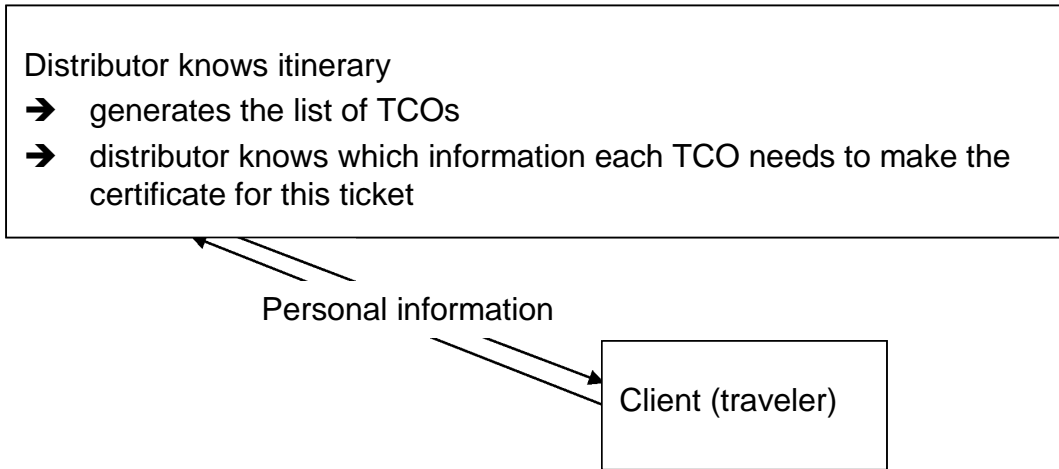 Distributor knows itinerary
➔ generates the list of TCOs
➔ distributor knows which information each TCO needs to make the
certificate for this ticket
Personal information
Client (traveler)